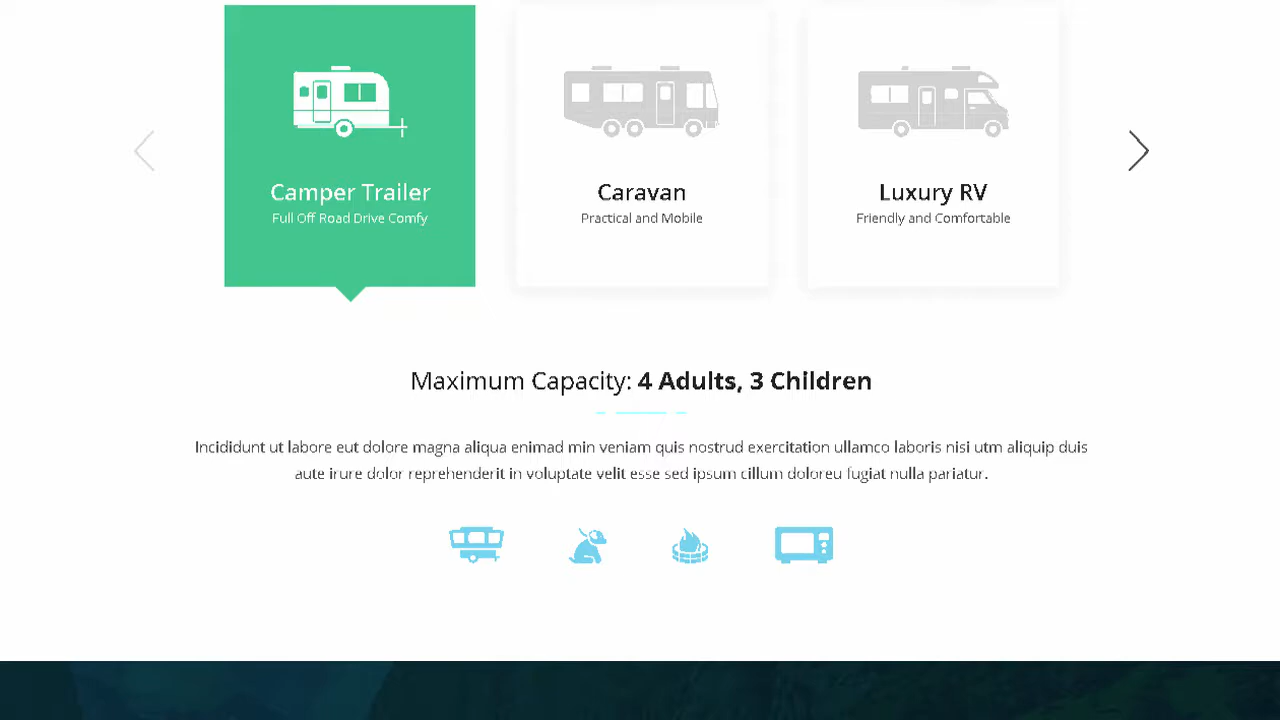 Camper Trailer
Full Off Road Drive Comfy
Caravan
Practical and Mobile
Luxury RV
Friendly and Comfortable
Maximum Capacity: 4 Adults, 3 Children
Incididunt ut labore eut dolore magna aliqua enimad min veniam quis nostrud exercitation ullamco laboris nisi utm aliquip duis
aute irure dolor reprehenderit in voluptate velit esse sed ipsum cillum doloreu fugiat nulla pariatur.